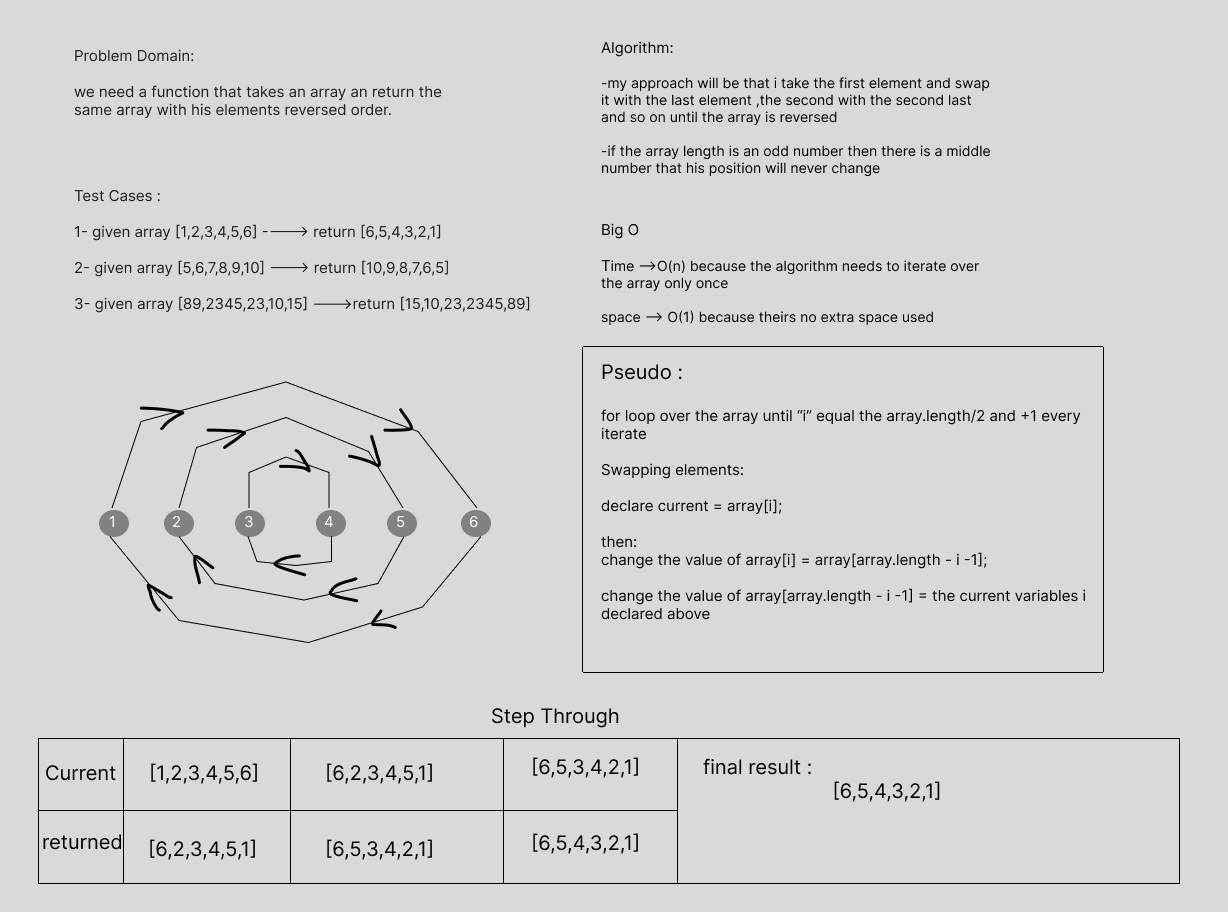 Problem Domain:
we need a function that takes an array an return the
same array with his elements reversed order.
Test Cases :
1- given array [1,2,3,4,5,6] ----> return [6,5,4,3,2,1]
2- given array [5,6,7,8,9,10] ---> return [10,9,8,7,6,5]
3- given array [89,2345,23,10,15] --->return [15,10,23,2345,89]
Algorithm:
-my approach will be that i take the first element and swap
it with the last element ,the second with the second last
and so on until the array is reversed
-if the array length is an odd number then there is a middle
number that his position will never change
Big O
Time -->O(n) because the algorithm needs to iterate over
the array only once
space --> O(1) because theirs no extra space used
1 2 3 4 5 6
Pseudo :
for loop over the array until “i” equal the array.length/2 and +1 every
iterate
Swapping elements:
declare current = array[i];
then:
change the value of array[i] = array[array.length - i -1];
change the value of array[array.length - i -1] = the current variables i
declared above
Step Through
Current [1,2,3,4,5,6] [6,2,3,4,5,1] [6,5,3,4,2,1]
returned [6,2,3,4,5,1] [6,5,3,4,2,1] [6,5,4,3,2,1]
final result :
[6,5,4,3,2,1]